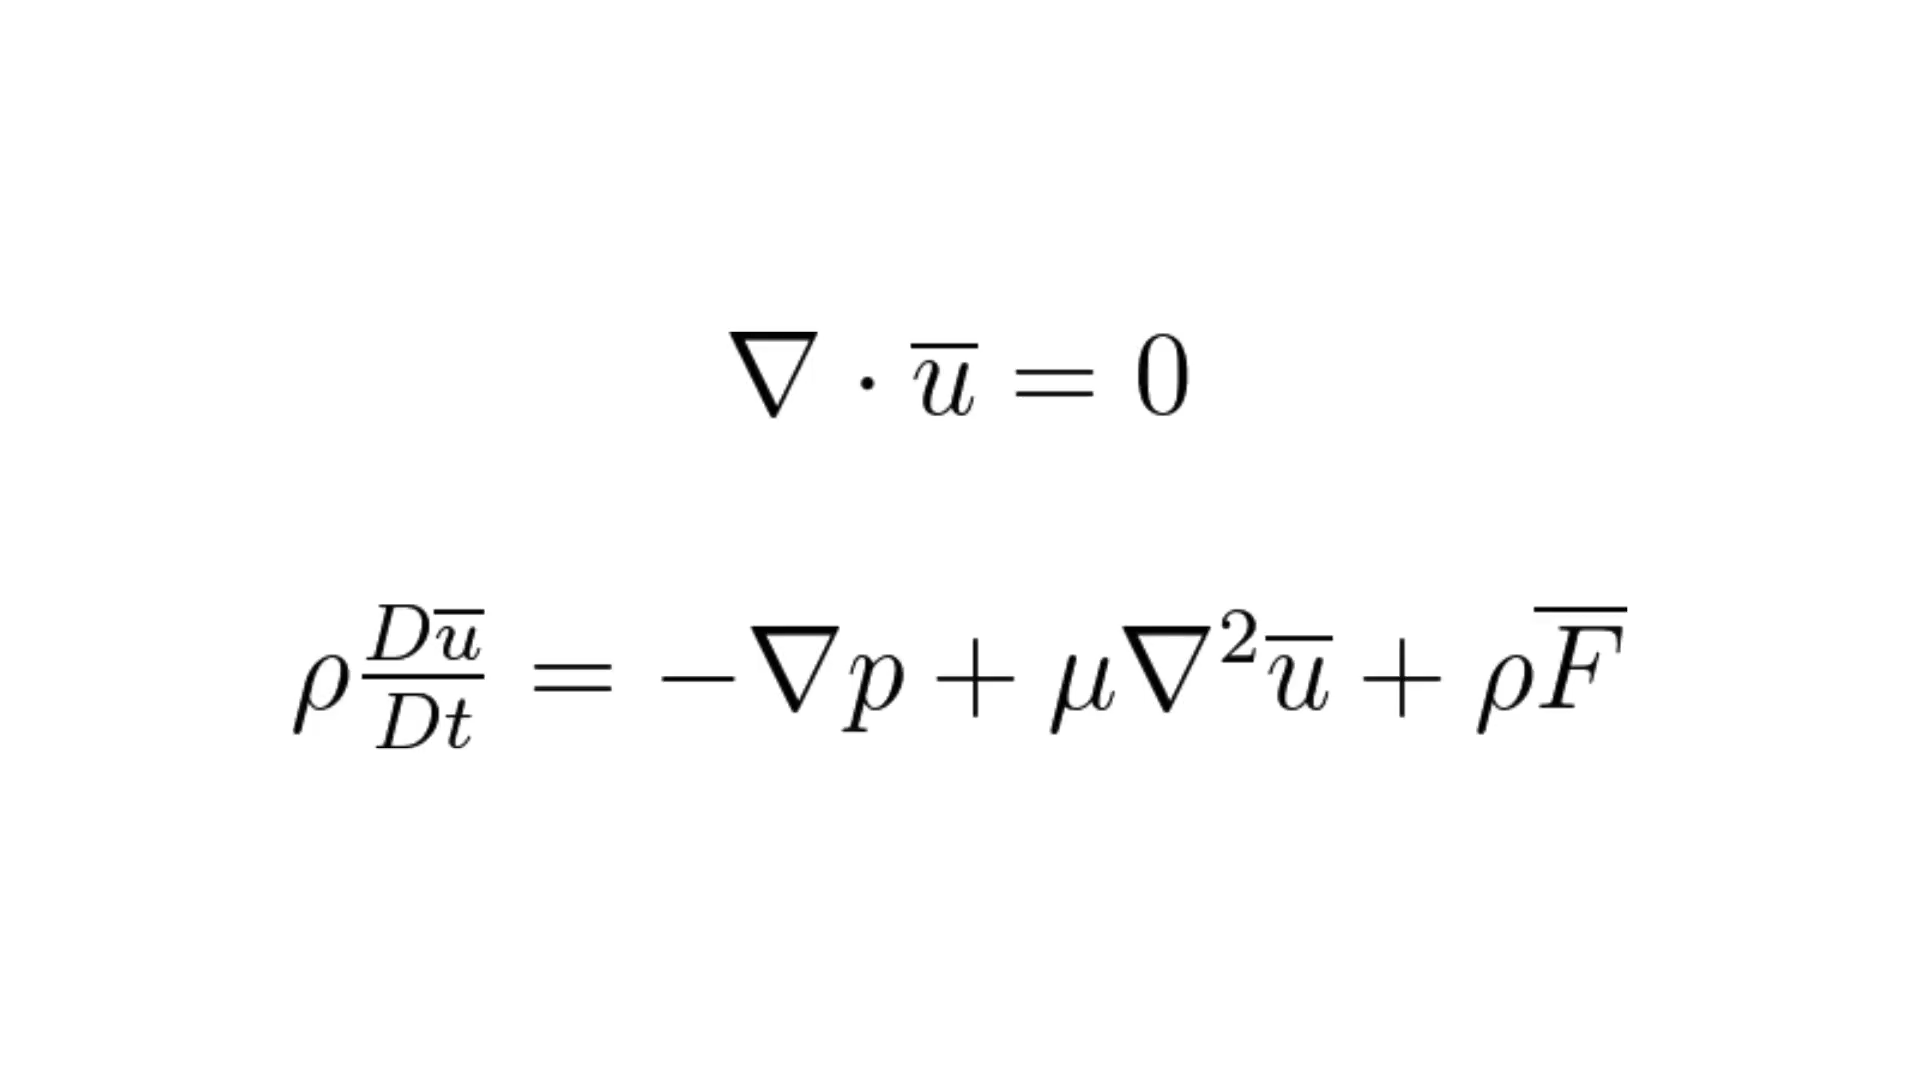 ∇ · u̅ = 0
ρ Du̅/Dt = −∇p + μ∇²u̅ + ρF̅